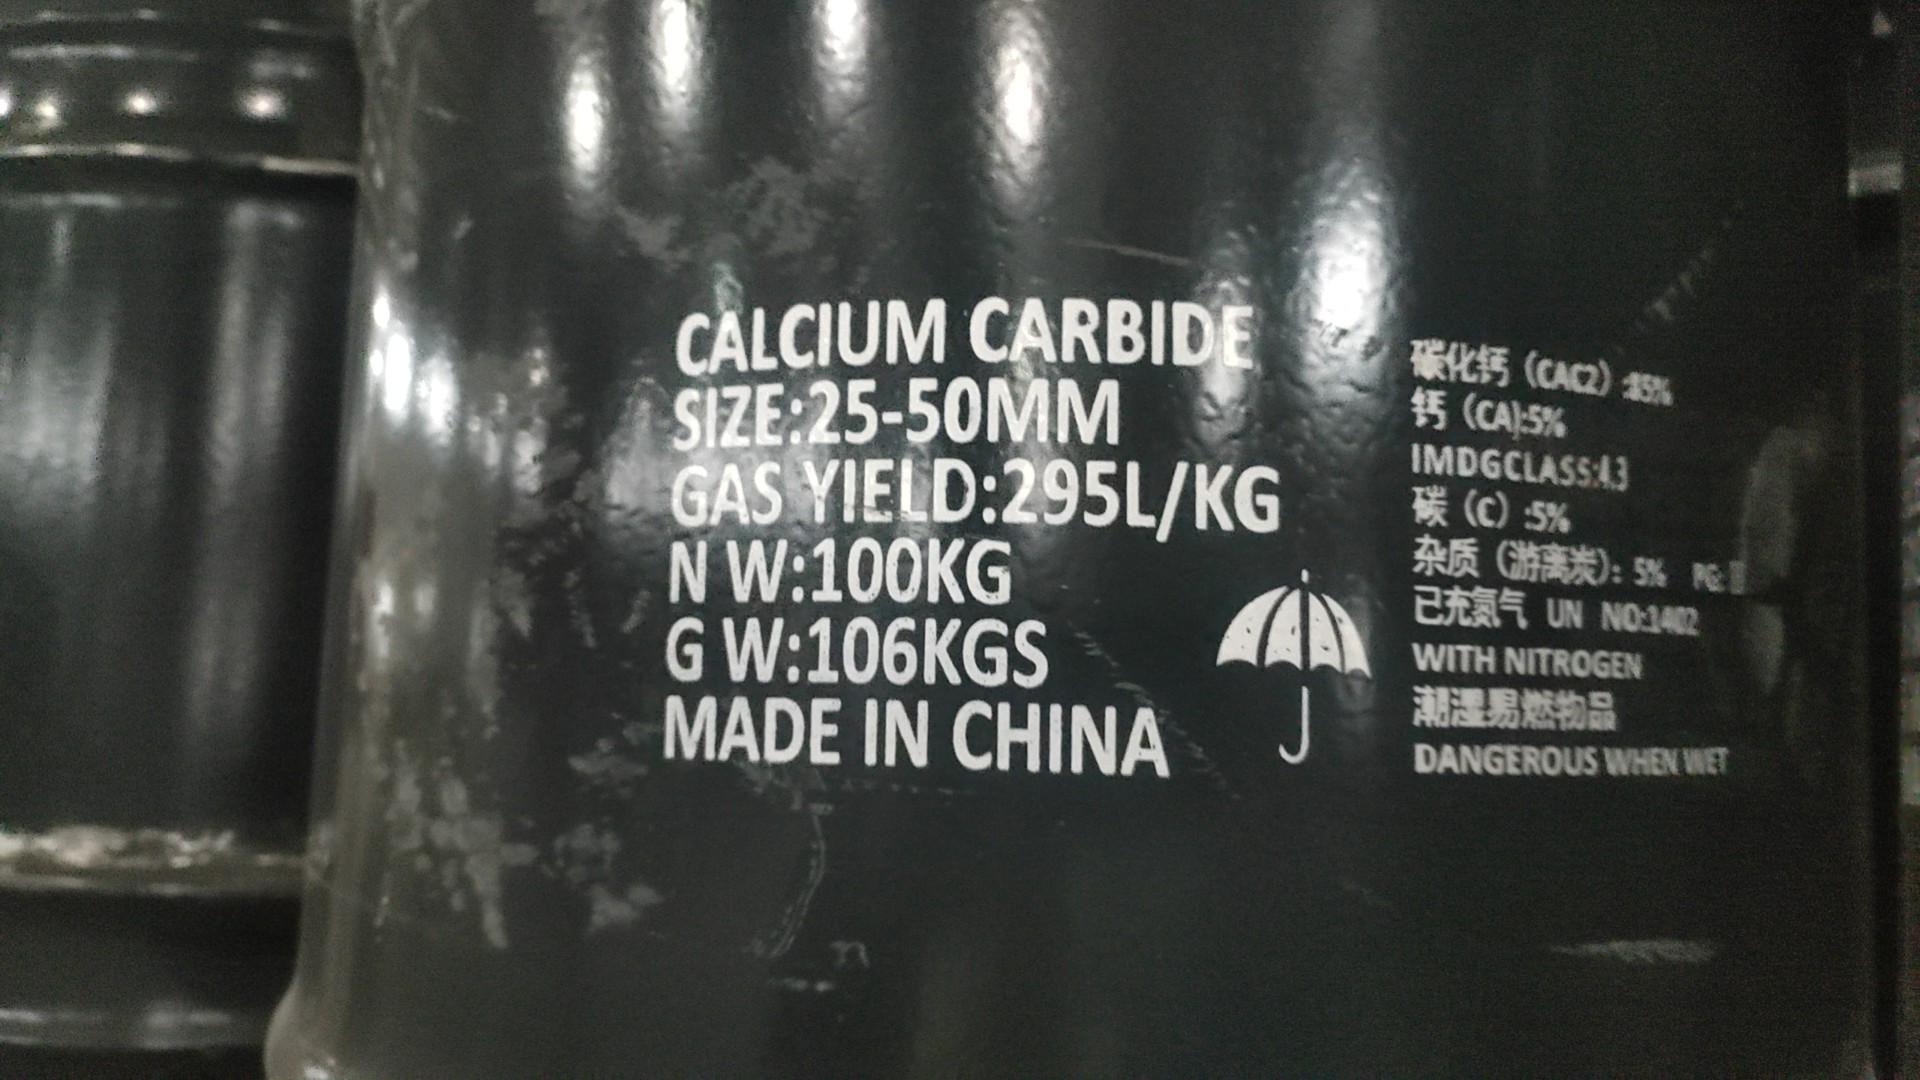 CALCIUM CARBIDE
SIZE:25-50MM
GAS YIELD:295L/KG
N W:100KG
G W:106KGS
MADE IN CHINA
碳化钙（CAC2）:85%
钙（CA):5%
IMDGCLASS:4.3
碳（C）:5%
杂质（游离炭）：5% PG:
已充氮气 UN NO:1402
WITH NITROGEN
潮湿易燃物品
DANGEROUS WHEN WET